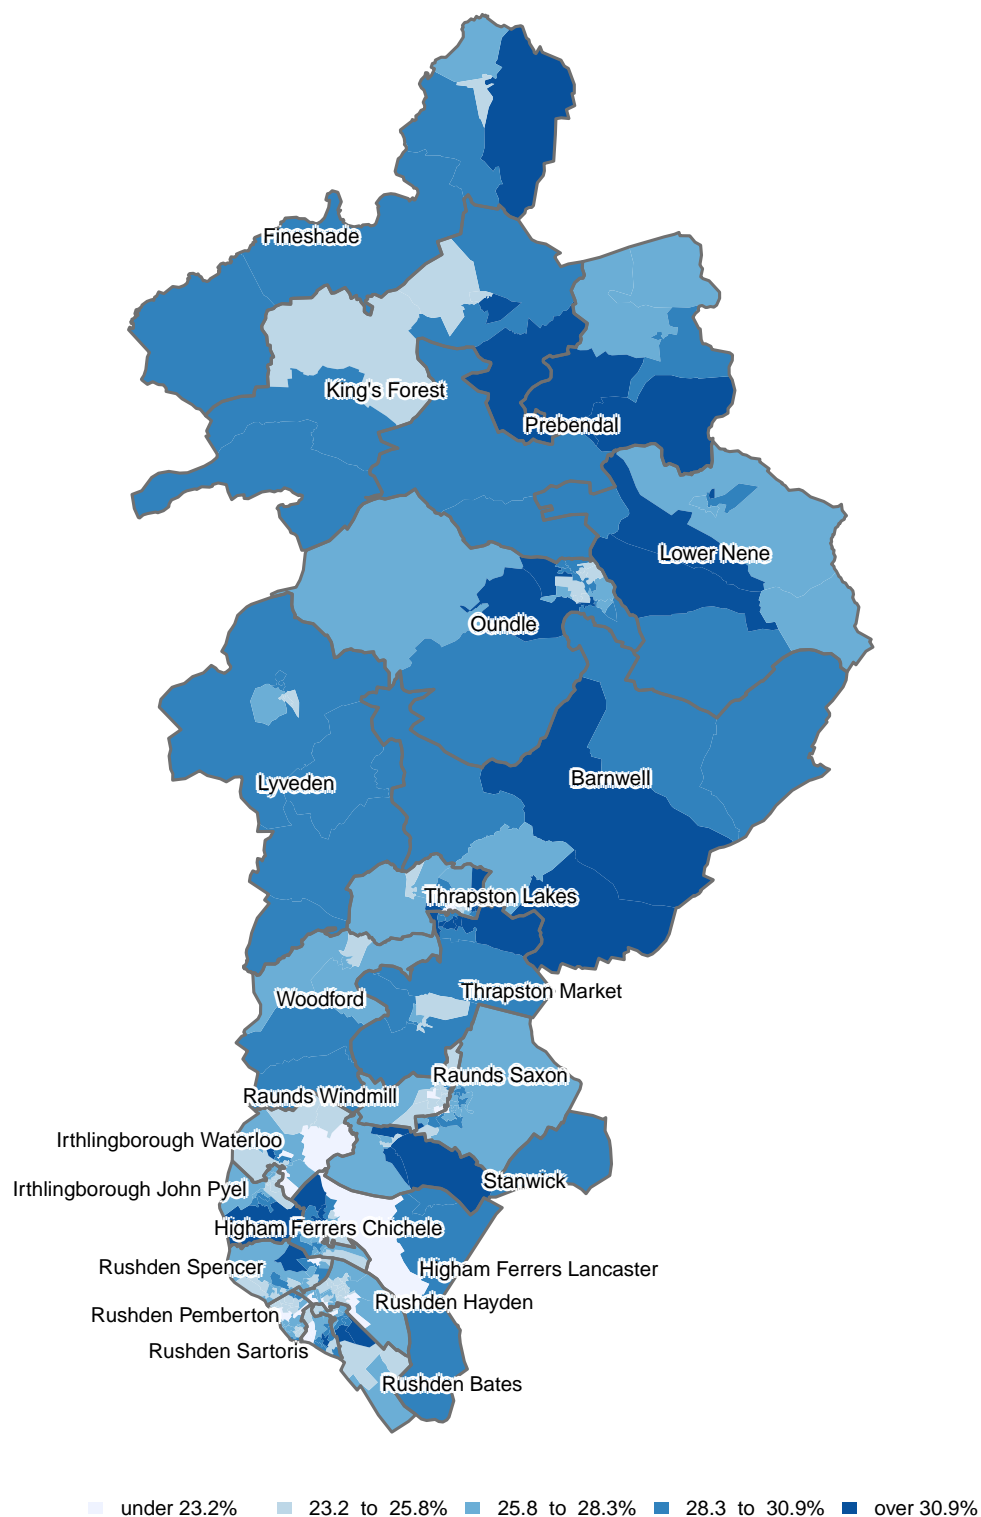 Fineshade
King's Forest
Prebendal
Lower Nene
Oundle
Barnwell
Lyveden
Thrapston Lakes
Thrapston Market
Woodford
Raunds Saxon
Raunds Windmill
Irthlingborough Waterloo
Stanwick
Irthlingborough John Pyel
Higham Ferrers Chichele
Rushden Spencer
Higham Ferrers Lancaster
Rushden Hayden
Rushden Pemberton
Rushden Sartoris
Rushden Bates
under 23.2% 23.2 to 25.8% 25.8 to 28.3% 28.3 to 30.9% over 30.9%